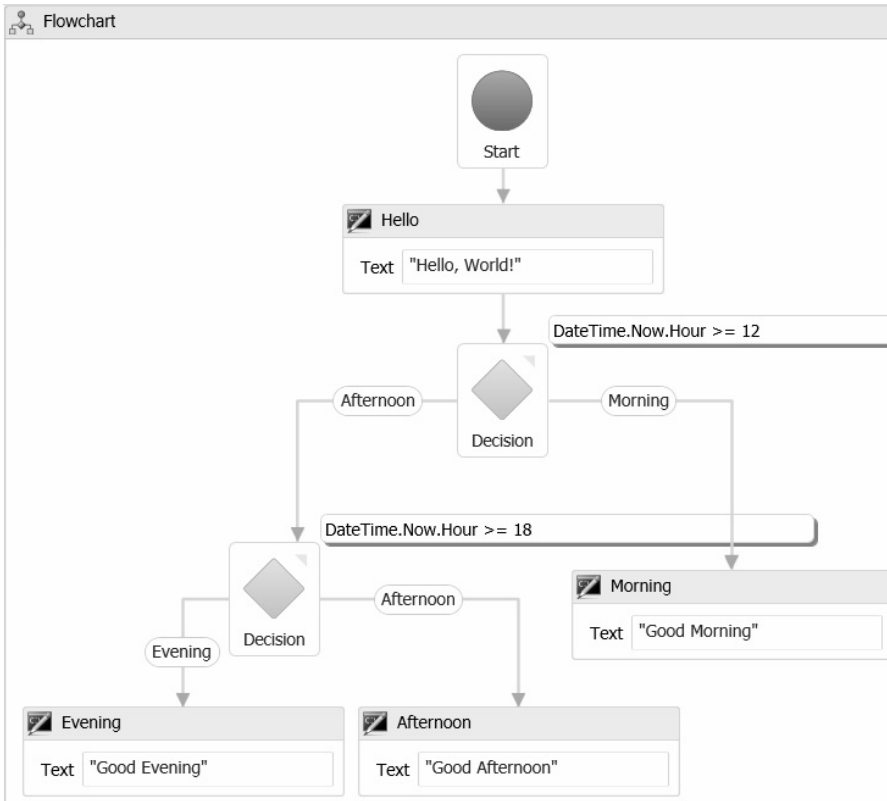 Flowchart
Start
Hello
Text "Hello, World!"
DateTime.Now.Hour >= 12
Afternoon
Morning
Decision
DateTime.Now.Hour >= 18
Morning
Text "Good Morning"
Afternoon
Decision
Evening
Evening
Text "Good Evening"
Afternoon
Text "Good Afternoon"